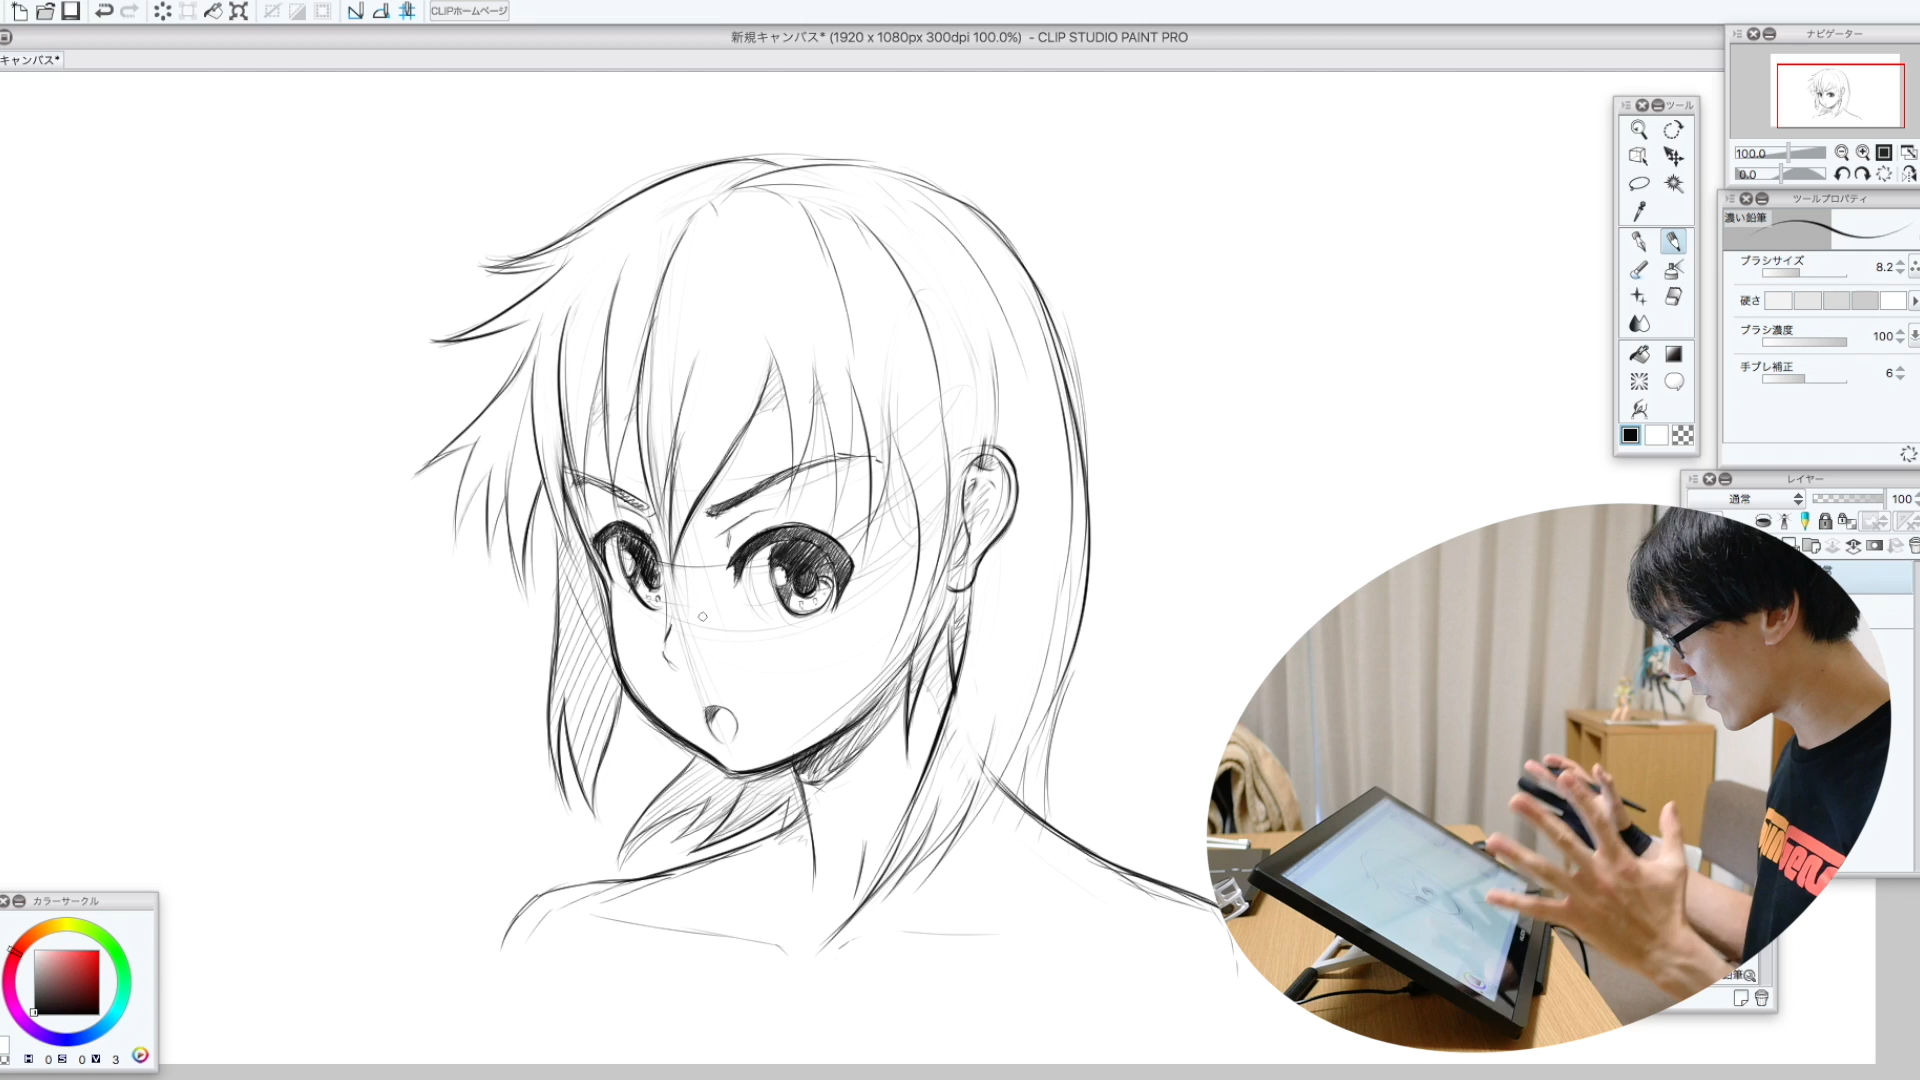 CLIPホームページ
新規キャンバス* (1920 x 1080px 300dpi 100.0%) - CLIP STUDIO PAINT PRO
キャンバス*
ナビゲーター
100.0
0.0
ツール
ツールプロパティ
濃い鉛筆
ブラシサイズ
8.2
硬さ
ブラシ濃度
100
手ブレ補正
6
レイヤー
通常
100
カラーサークル
H 0 S 0 V 3